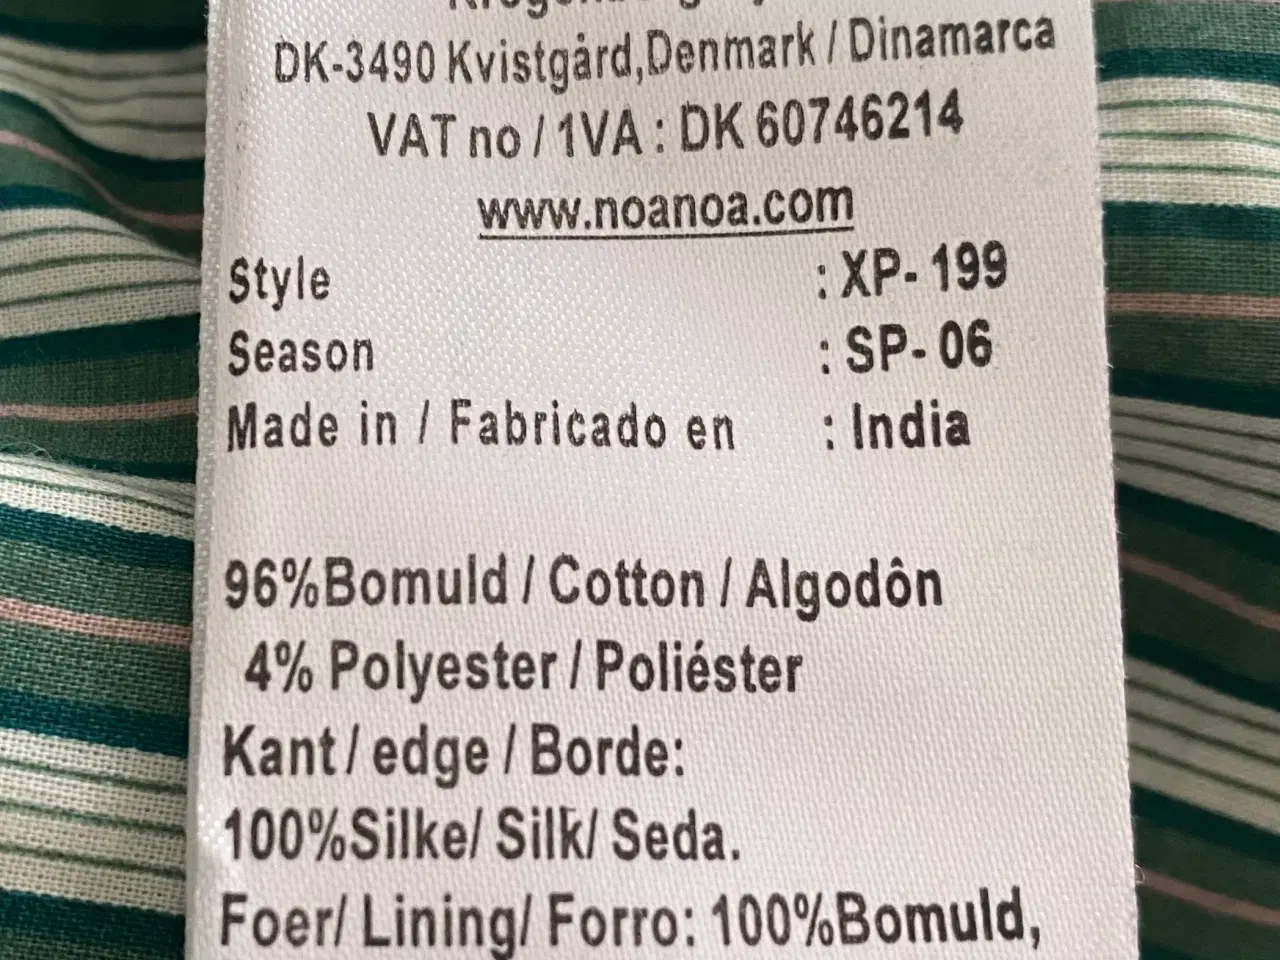 DK-3490 Kvistgård,Denmark / Dinamarca
VAT no / 1VA : DK 60746214
www.noanoa.com
Style : XP- 199
Season : SP- 06
Made in / Fabricado en : India
96%Bomuld / Cotton / Algodôn
4% Polyester / Poliéster
Kant / edge / Borde:
100%Silke/ Silk/ Seda.
Foer/ Lining/ Forro: 100%Bomuld,